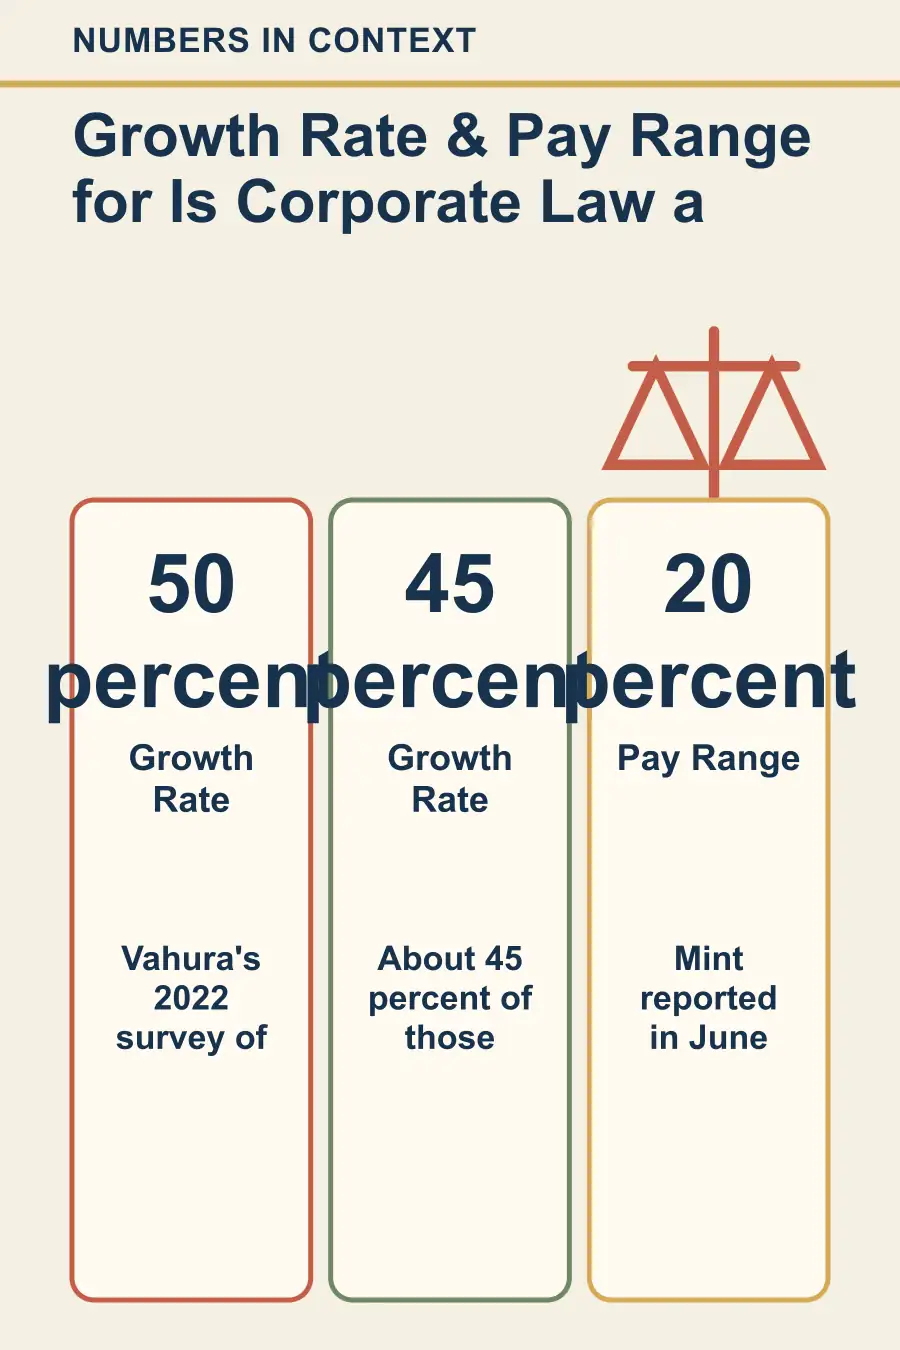 NUMBERS IN CONTEXT
Growth Rate & Pay Range
for Is Corporate Law a
50
percent
Growth
Rate
Vahura's
2022
survey of
45
percent
Growth
Rate
About 45
percent of
those
20
percent
Pay Range
Mint
reported
in June